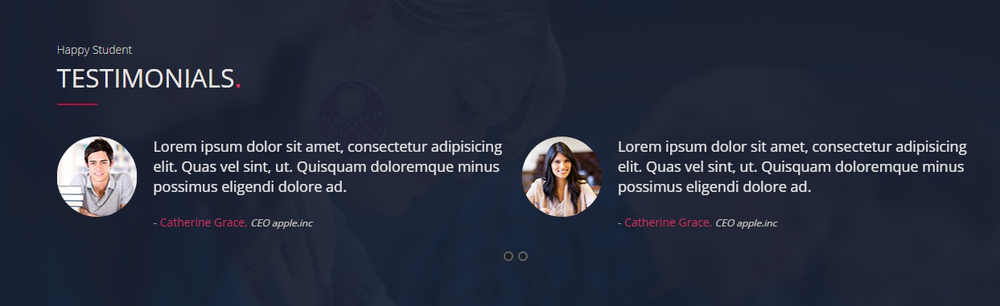 Happy Student
TESTIMONIALS.
Lorem ipsum dolor sit amet, consectetur adipisicing
elit. Quas vel sint, ut. Quisquam doloremque minus
possimus eligendi dolore ad.
- Catherine Grace, CEO apple.inc
Lorem ipsum dolor sit amet, consectetur adipisicing
elit. Quas vel sint, ut. Quisquam doloremque minus
possimus eligendi dolore ad.
- Catherine Grace, CEO apple.inc